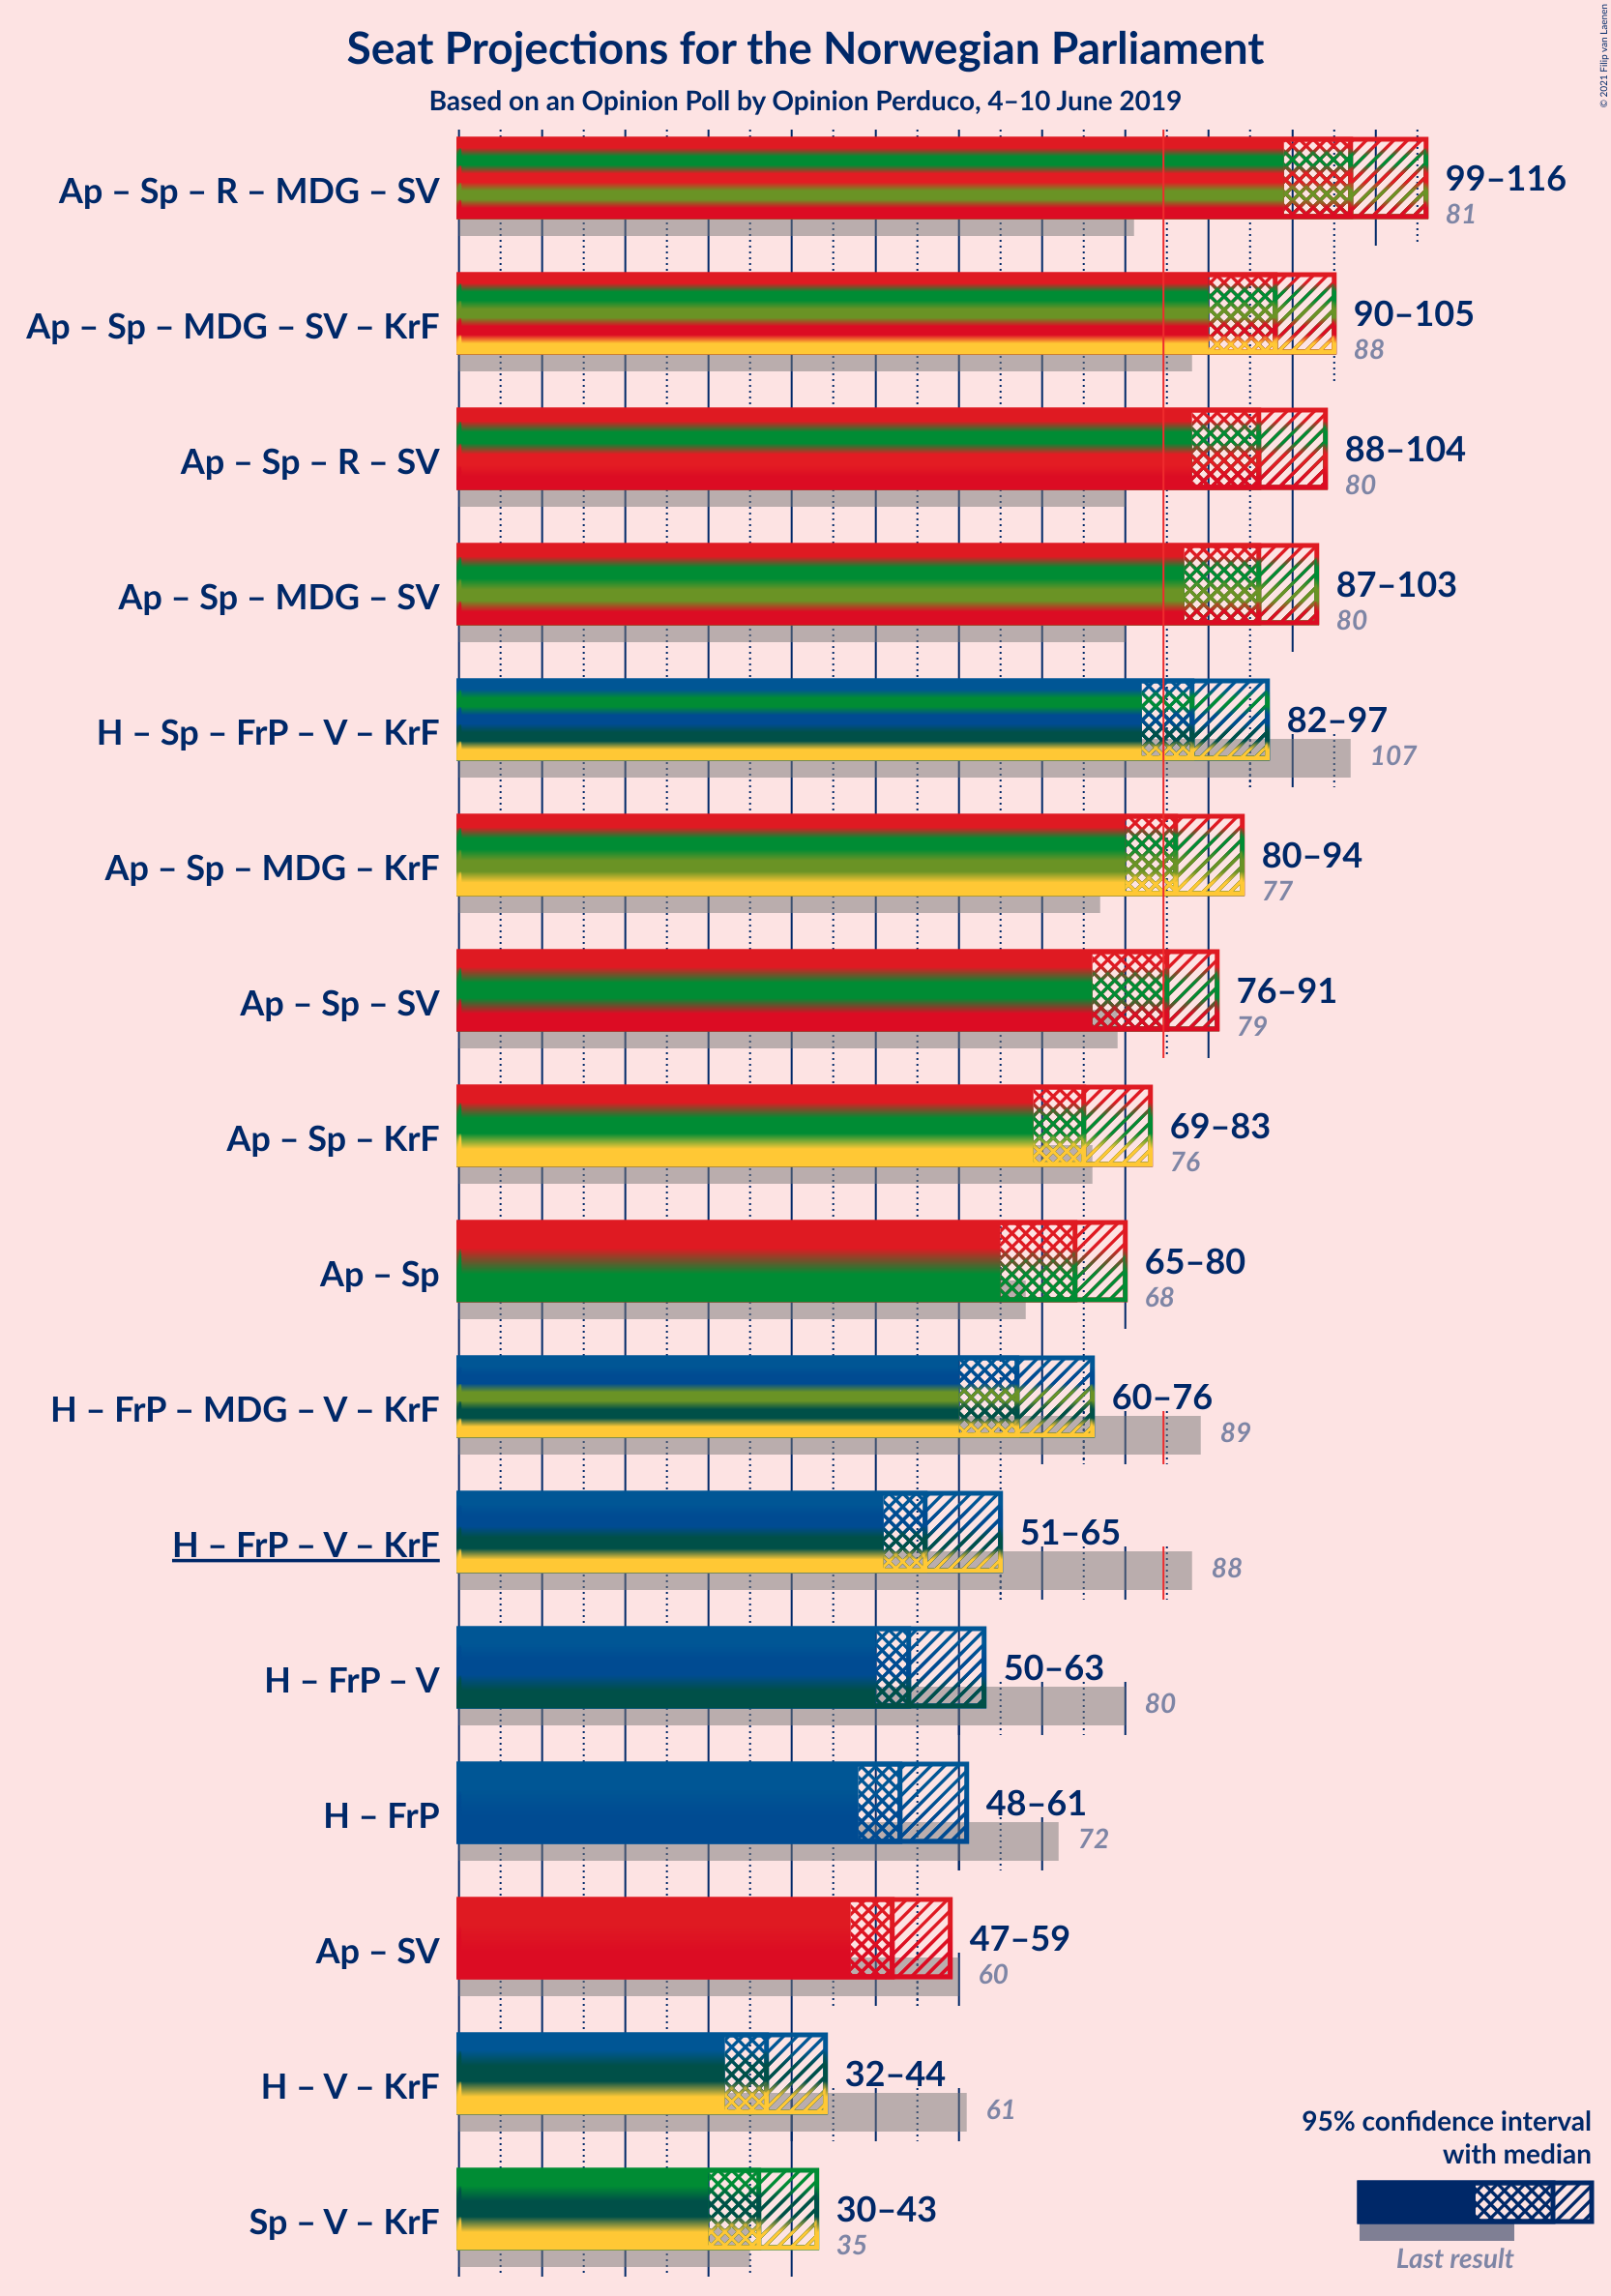 Seat Projections for the Norwegian Parliament
Based on an Opinion Poll by Opinion Perduco, 4–10 June 2019
© 2021 Filip van Laenen
Ap – Sp – R – MDG – SV
99–116
81
Ap – Sp – MDG – SV – KrF
90–105
88
Ap – Sp – R – SV
88–104
80
Ap – Sp – MDG – SV
87–103
80
H – Sp – FrP – V – KrF
82–97
107
Ap – Sp – MDG – KrF
80–94
77
Ap – Sp – SV
76–91
79
Ap – Sp – KrF
69–83
76
Ap – Sp
65–80
68
H – FrP – MDG – V – KrF
60–76
89
H – FrP – V – KrF
51–65
88
H – FrP – V
50–63
80
H – FrP
48–61
72
Ap – SV
47–59
60
H – V – KrF
32–44
61
Sp – V – KrF
30–43
35
95% confidence interval
with median
Last result